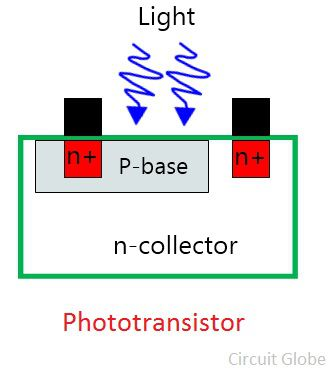 Light
n+
P-base
n+
n-collector
Phototransistor
Circuit Globe